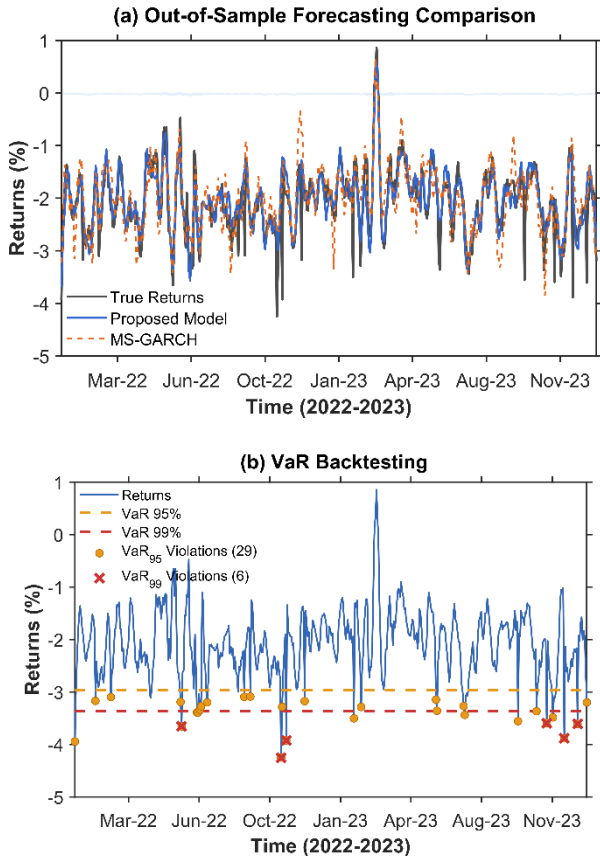 (a) Out-of-Sample Forecasting Comparison
1
0
-1
-2
-3
-4
-5
Returns (%)
True Returns
Proposed Model
MS-GARCH
Mar-22 Jun-22 Oct-22 Jan-23 Apr-23 Aug-23 Nov-23
Time (2022-2023)
(b) VaR Backtesting
1
0
-1
-2
-3
-4
-5
Returns (%)
Returns
VaR 95%
VaR 99%
VaR95 Violations (29)
VaR99 Violations (6)
Mar-22 Jun-22 Oct-22 Jan-23 Apr-23 Aug-23 Nov-23
Time (2022-2023)